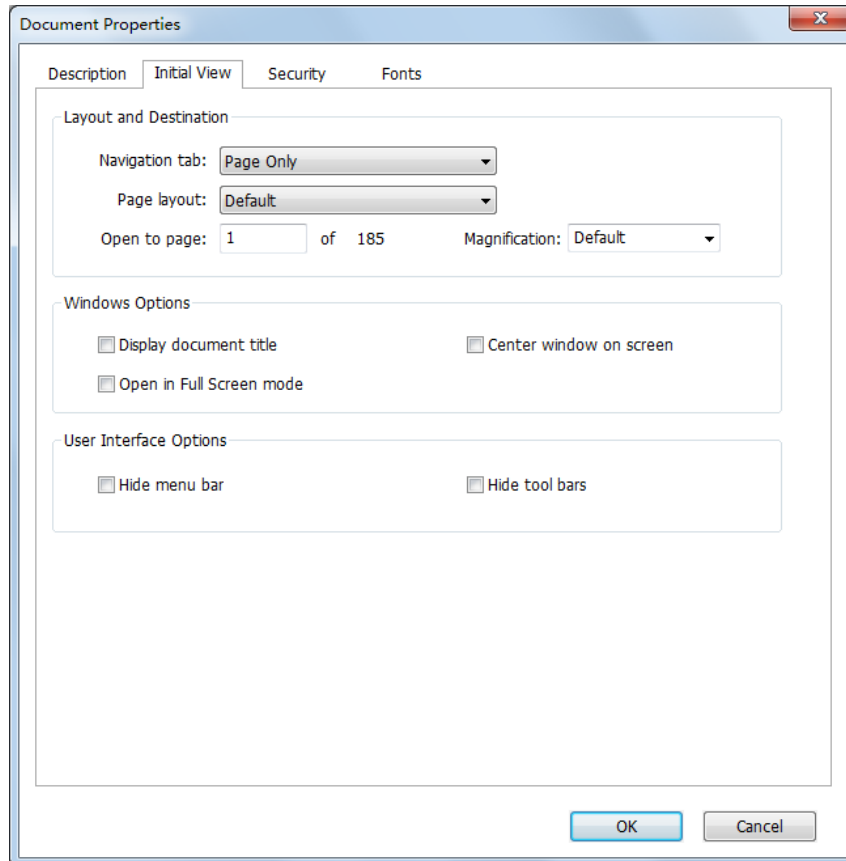 Document Properties
Description Initial View Security Fonts
Layout and Destination
Navigation tab: Page Only
Page layout: Default
Open to page: 1 of 185 Magnification: Default
Windows Options
Display document title Center window on screen
Open in Full Screen mode
User Interface Options
Hide menu bar Hide tool bars
OK Cancel